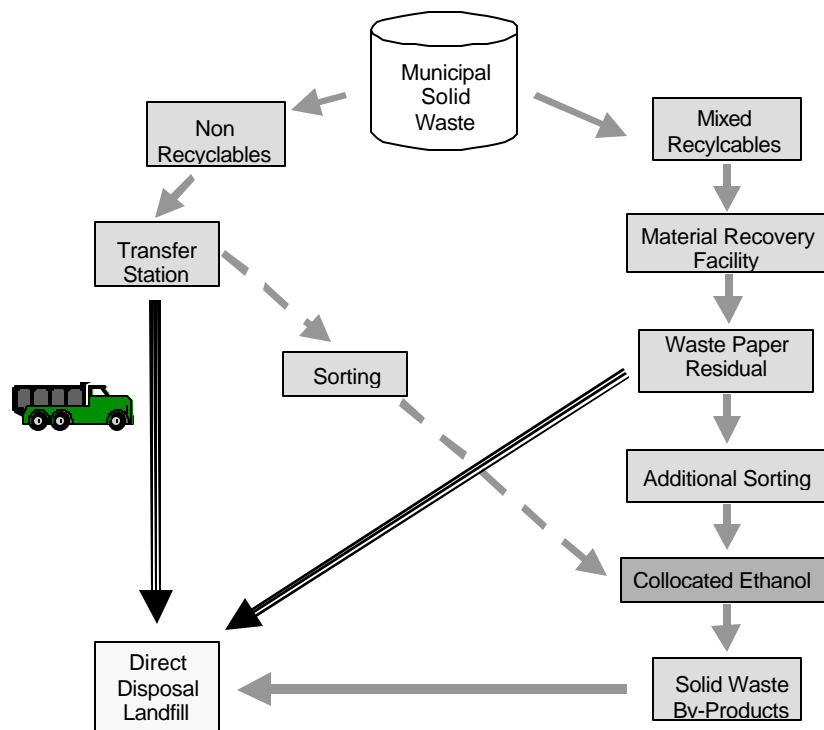 Municipal
Solid
Waste
Non
Recyclables
Mixed
Recylcables
Transfer
Station
Material Recovery
Facility
Sorting
Waste Paper
Residual
Additional Sorting
Collocated Ethanol
Direct
Disposal
Landfill
Solid Waste
By-Products